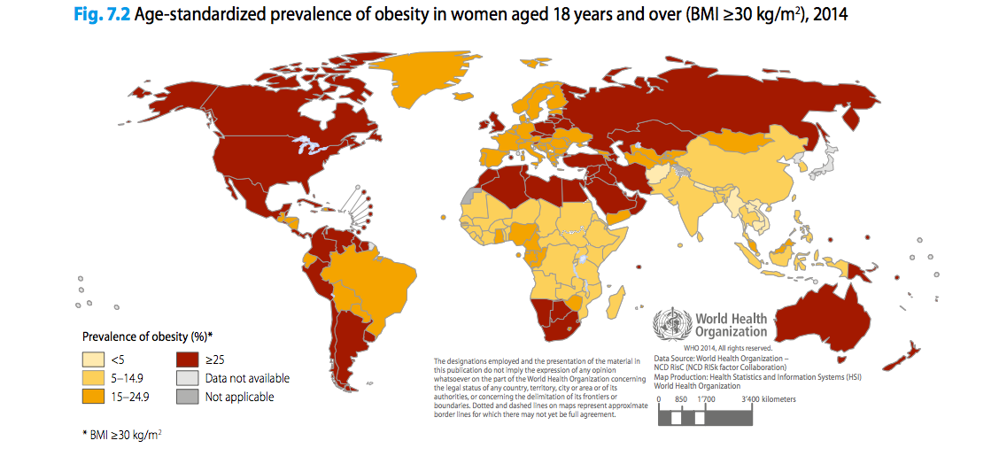 Fig. 7.2 Age-standardized prevalence of obesity in women aged 18 years and over (BMI ≥30 kg/m²), 2014
Prevalence of obesity (%)*
<5
5–14.9
15–24.9
≥25
Data not available
Not applicable
* BMI ≥30 kg/m²
The designations employed and the presentation of the material in
this publication do not imply the expression of any opinion
whatsoever on the part of the World Health Organization concerning
the legal status of any country, territory, city or area or of its
authorities, or concerning the delimitation of its frontiers or
boundaries. Dotted and dashed lines on maps represent approximate
border lines for which there may not yet be full agreement.
World Health
Organization
WHO 2014, All rights reserved.
Data Source: World Health Organization –
NCD RisC (NCD RISk factor Collaboration)
Map Production: Health Statistics and Information Systems (HSI)
World Health Organization
0 850 1'700 3'400 kilometers